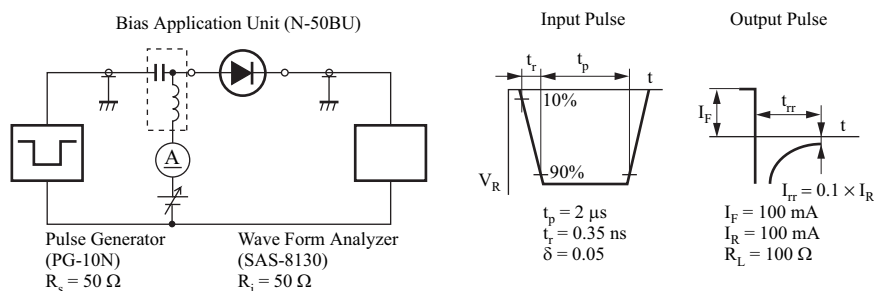 Bias Application Unit (N-50BU)
A
Pulse Generator
(PG-10N)
R_s = 50 Ω
Wave Form Analyzer
(SAS-8130)
R_i = 50 Ω
Input Pulse
t_r
t_p
t
10%
90%
V_R
t_p = 2 µs
t_r = 0.35 ns
δ = 0.05
Output Pulse
I_F
t_rr
t
I_rr = 0.1 × I_R
I_F = 100 mA
I_R = 100 mA
R_L = 100 Ω